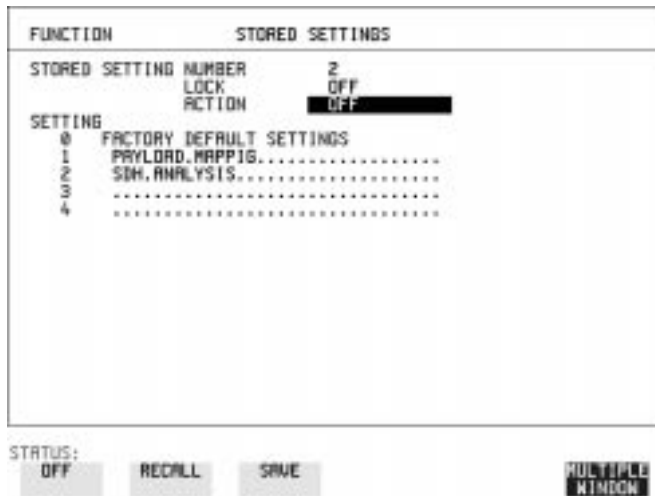 FUNCTION STORED SETTINGS
STORED SETTING NUMBER 2
LOCK OFF
ACTION OFF
SETTING
0 FACTORY DEFAULT SETTINGS
1 PAYLOAD.MAPPIG..................
2 SDH.ANALYSIS....................
3 ................................
4 ................................
STATUS:
OFF RECALL SAVE MULTIPLE WINDOW